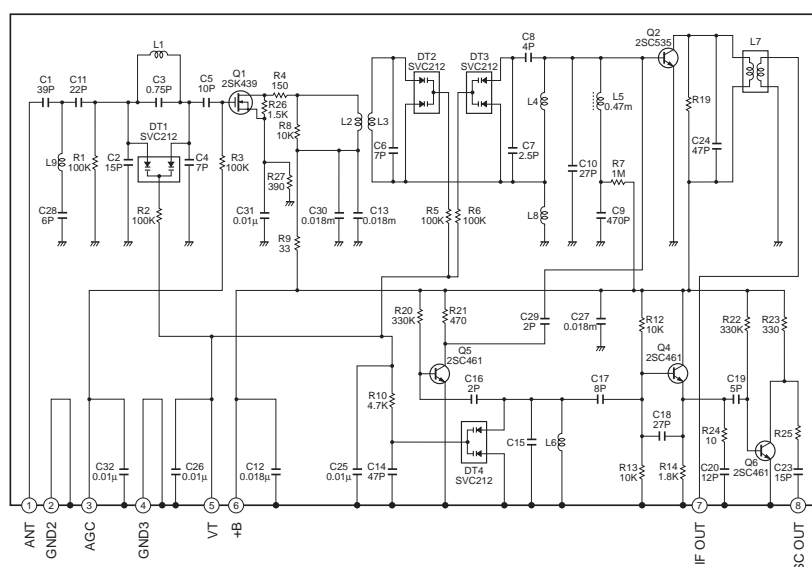 L1
C1
39P
C11
22P
C3
0.75P
C5
10P
Q1
2SK439
R4
150
R26
1.5K
R8
10K
L2
L3
DT2
SVC212
DT3
SVC212
C8
4P
Q2
2SC535
L7
DT1
SVC212
L9
R1
100K
C2
15P
C4
7P
R3
100K
R27
390
C6
7P
C7
2.5P
L4
L5
0.47m
R19
C24
47P
C10
27P
R7
1M
C28
6P
R2
100K
C31
0.01µ
C30
0.018m
C13
0.018m
R5
100K
R6
100K
L8
C9
470P
R9
33
R20
330K
R21
470
C29
2P
C27
0.018m
R12
10K
R22
330K
R23
330
Q5
2SC461
Q4
2SC461
R10
4.7K
C16
2P
C17
8P
C19
5P
C18
27P
R24
10
R25
C32
0.01µ
C26
0.01µ
C12
0.018µ
C25
0.01µ
C14
47P
DT4
SVC212
C15
L6
R13
10K
R14
1.8K
C20
12P
Q6
2SC461
C23
15P
1
2
3
4
5
6
7
8
ANT
GND2
AGC
GND3
VT
+B
IF OUT
SC OUT